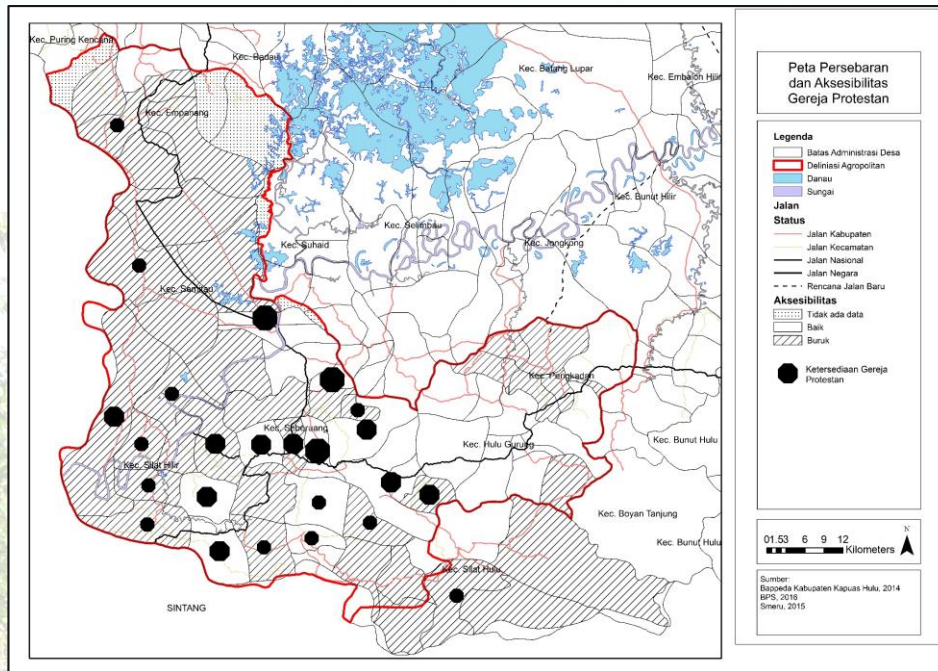 Kec. Puring Kencana
Kec. Badau
Kec. Batang Lupar
Kec. Embaloh Hilir
Kec. Empanang
Kec. Bunut Hilir
Kec. Selimbau
Kec. Suhaid
Kec. Jongkong
Kec. Semitau
Kec. Pengkadan
Kec. Seberuang
Kec. Hulu Gurung
Kec. Bunut Hulu
Kec. Silat Hilir
Kec. Boyan Tanjung
Kec. Bunut Hulu
Kec. Silat Hulu
SINTANG
Peta Persebaran
dan Aksesibilitas
Gereja Protestan
Legenda
Batas Administrasi Desa
Deliniasi Agropolitan
Danau
Sungai
Jalan
Status
Jalan Kabupaten
Jalan Kecamatan
Jalan Nasional
Jalan Negara
Rencana Jalan Baru
Aksesibilitas
Tidak ada data
Baik
Buruk
Ketersediaan Gereja
Protestan
N
01.53 6 9 12
Kilometers
Sumber:
Bappeda Kabupaten Kapuas Hulu, 2014
BPS, 2016
Smeru, 2015